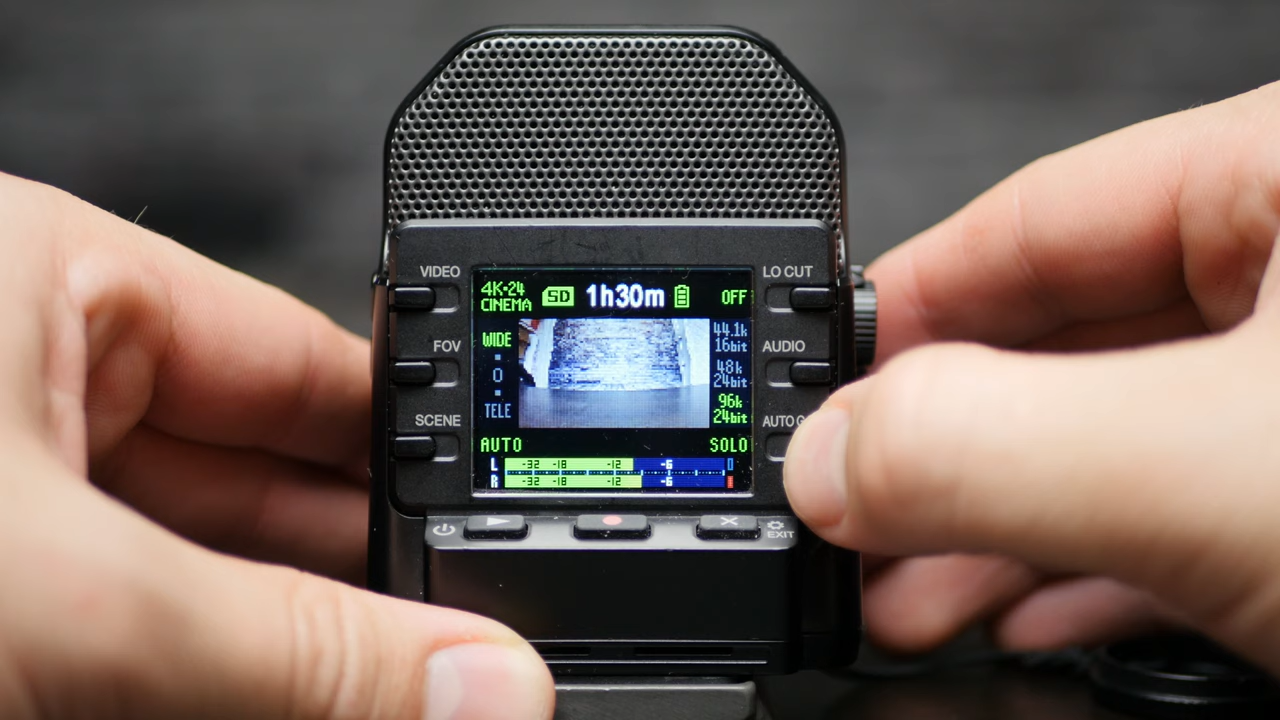 VIDEO
LO CUT
4K•24
CINEMA
SD
1h30m
OFF
FOV
WIDE
0
TELE
44.1k
16bit
48k
24bit
96k
24bit
AUDIO
SCENE
AUTO
AUTO
SOLO
L -32 -18 -12 -6 0
R -32 -18 -12 -6
EXIT